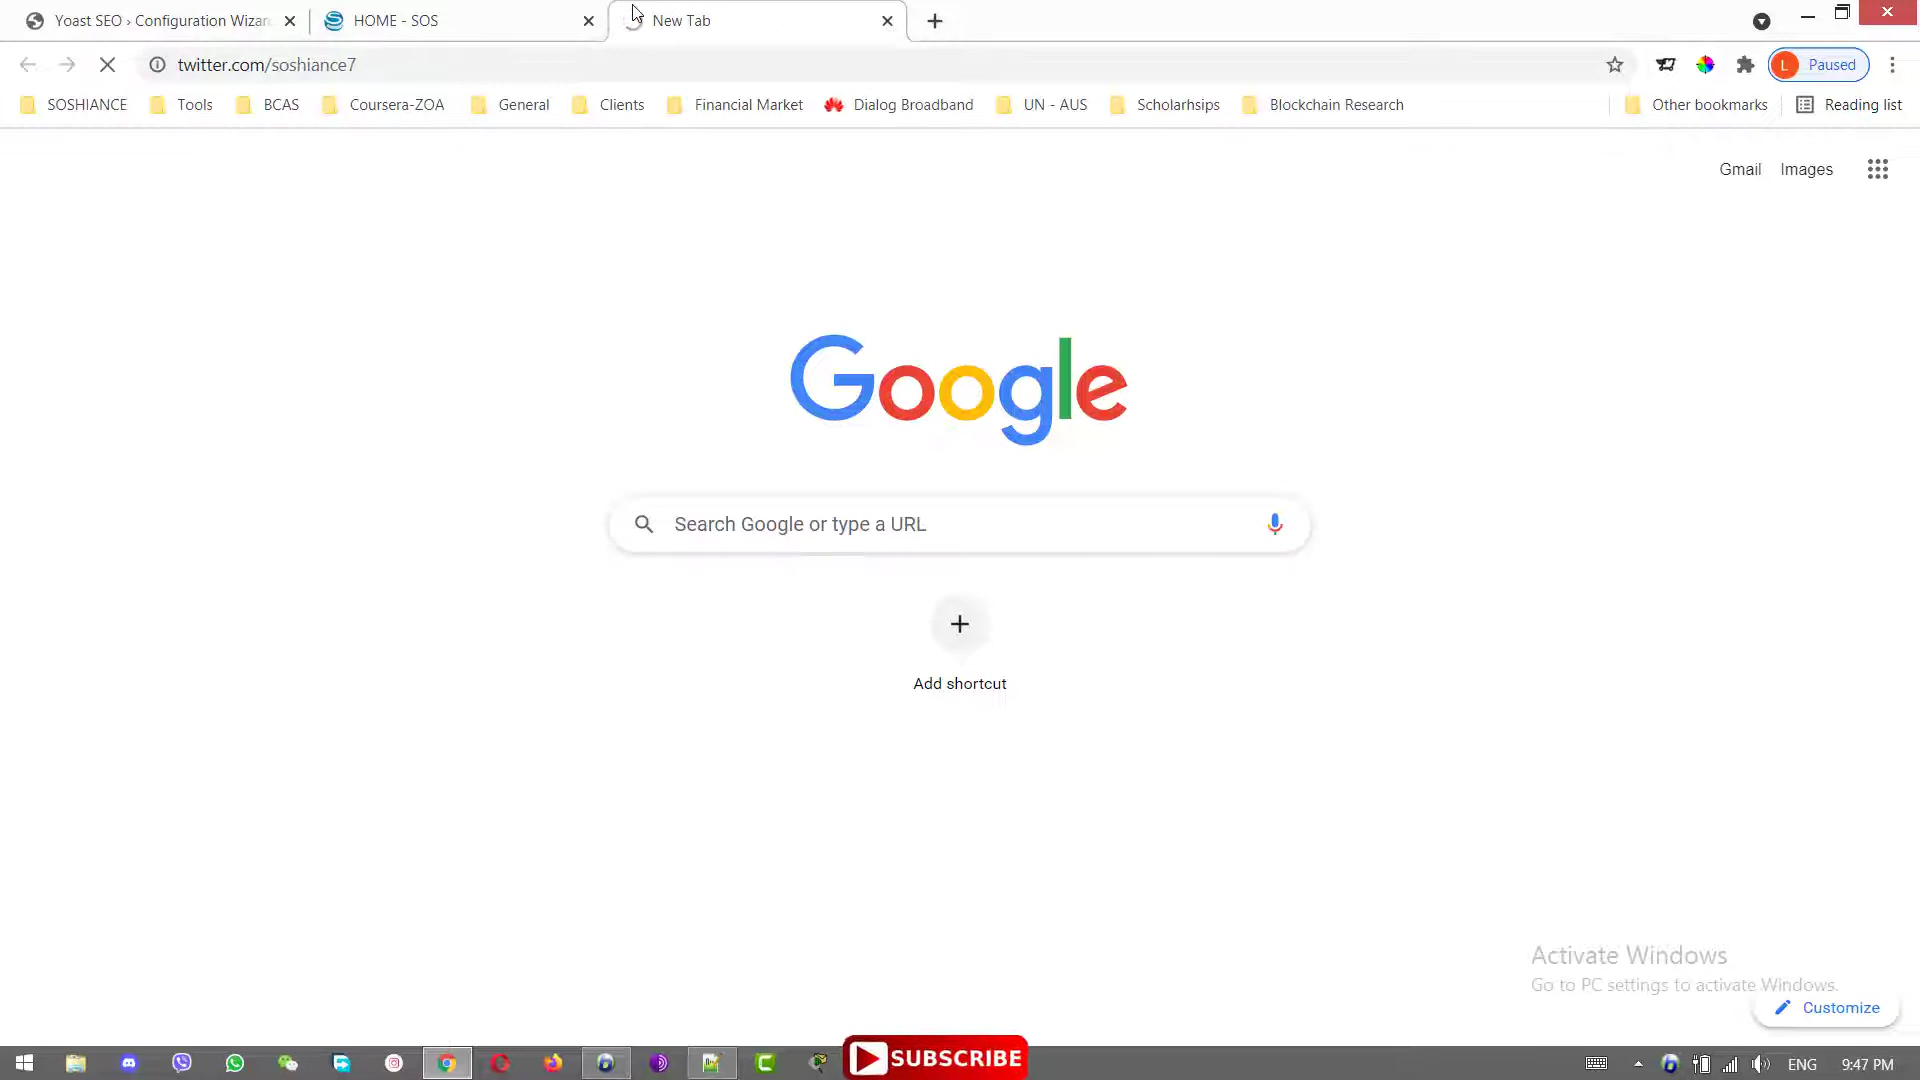 Yoast SEO › Configuration Wizar
HOME - SOS
New Tab
twitter.com/soshiance7
L Paused
SOSHIANCE
Tools
BCAS
Coursera-ZOA
General
Clients
Financial Market
Dialog Broadband
UN - AUS
Scholarhsips
Blockchain Research
Other bookmarks
Reading list
Gmail
Images
Google
Search Google or type a URL
Add shortcut
Activate Windows
Go to PC settings to activate Windows.
Customize
SUBSCRIBE
ENG
9:47 PM